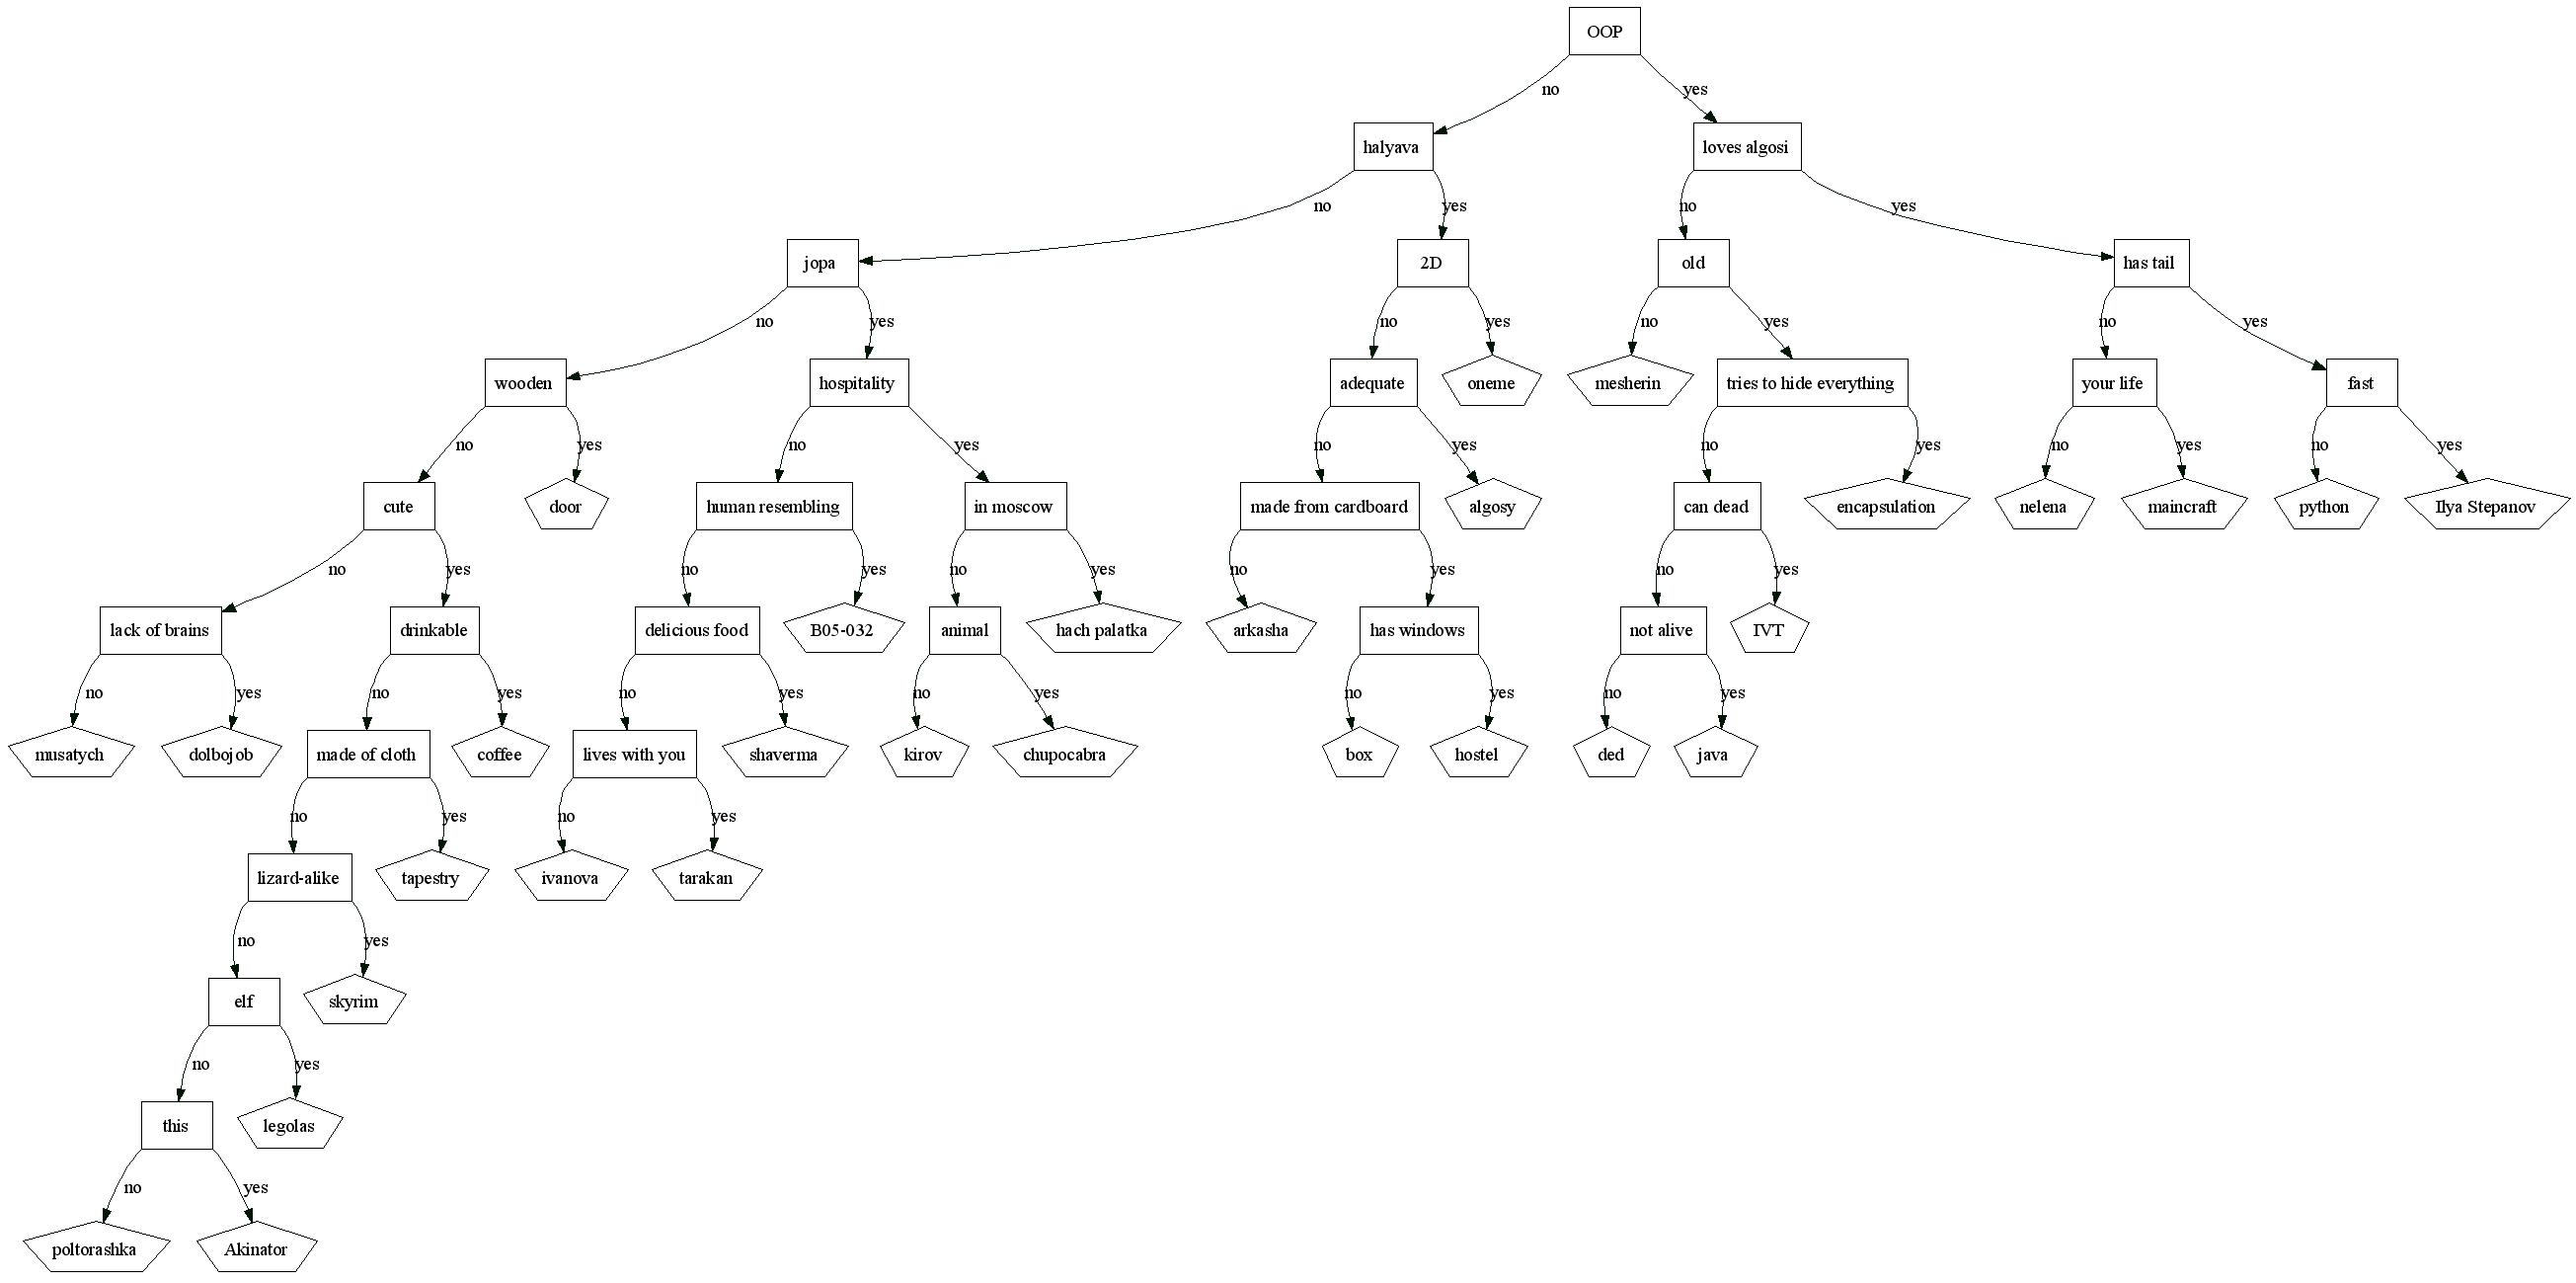 OOP
no
yes
halyava
loves algosi
no
yes
no
yes
jopa
2D
old
has tail
no
yes
no
yes
no
yes
no
yes
wooden
hospitality
adequate
oneme
mesherin
tries to hide everything
your life
fast
no
yes
no
yes
no
yes
no
yes
no
yes
no
yes
cute
door
human resembling
in moscow
made from cardboard
algosy
can dead
encapsulation
nelena
maincraft
python
Ilya Stepanov
no
yes
no
yes
no
yes
no
yes
no
yes
lack of brains
drinkable
delicious food
B05-032
animal
hach palatka
arkasha
has windows
not alive
IVT
no
yes
no
yes
no
yes
no
yes
no
yes
no
yes
musatych
dolbojob
made of cloth
coffee
lives with you
shaverma
kirov
chupocabra
box
hostel
ded
java
no
yes
no
yes
lizard-alike
tapestry
ivanova
tarakan
no
yes
elf
skyrim
no
yes
this
legolas
no
yes
poltorashka
Akinator